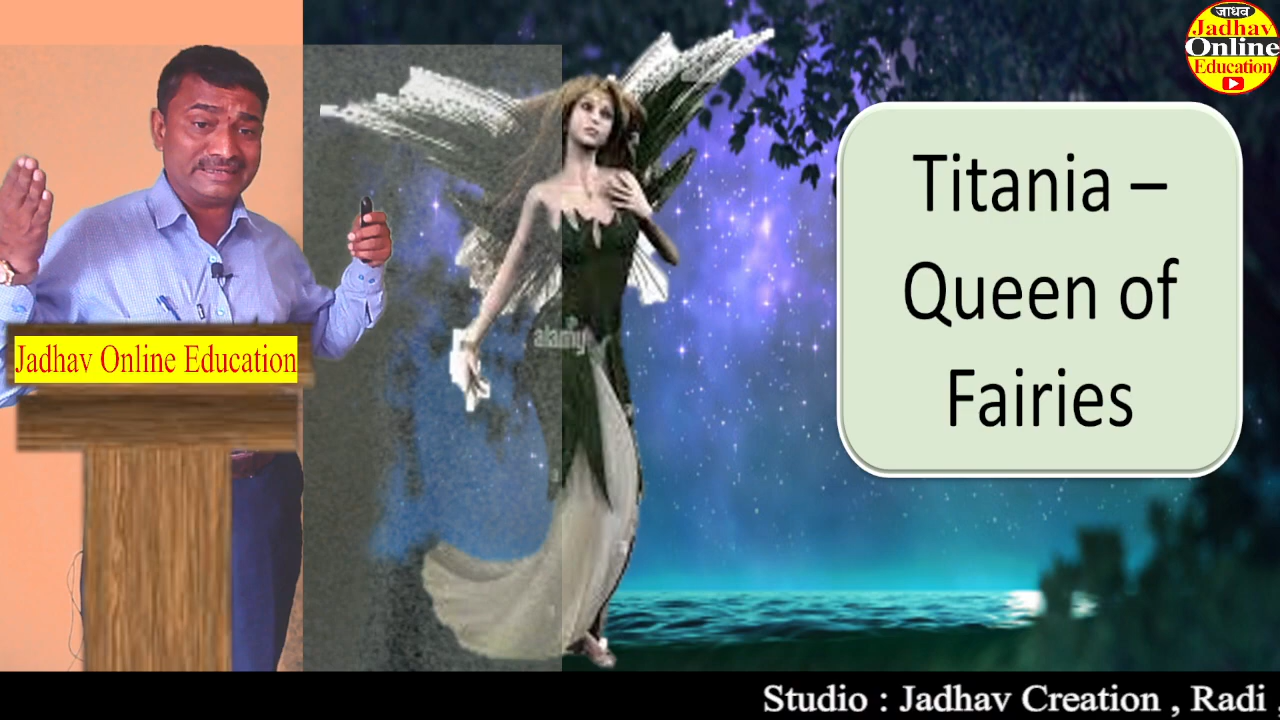 जाधव
Jadhav
Online
Education
Titania –
Queen of
Fairies
alamy
Jadhav Online Education
Studio : Jadhav Creation , Radi ,